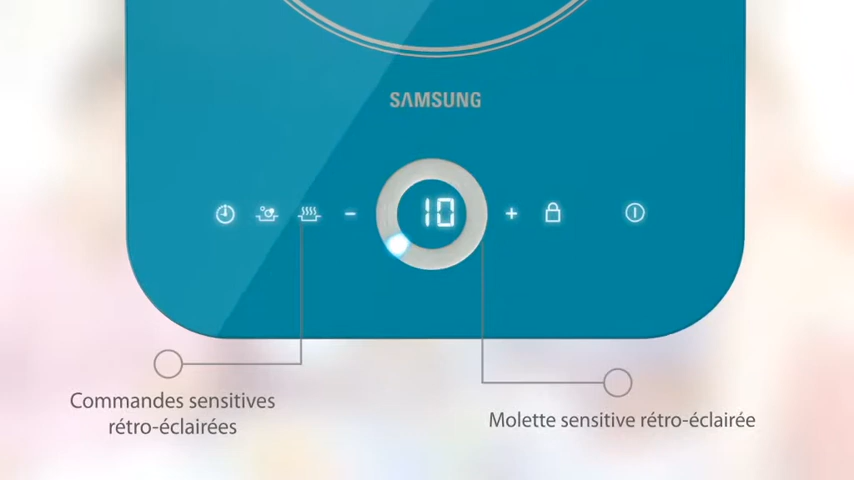 SAMSUNG
- 10 +
Commandes sensitives
rétro-éclairées
Molette sensitive rétro-éclairée